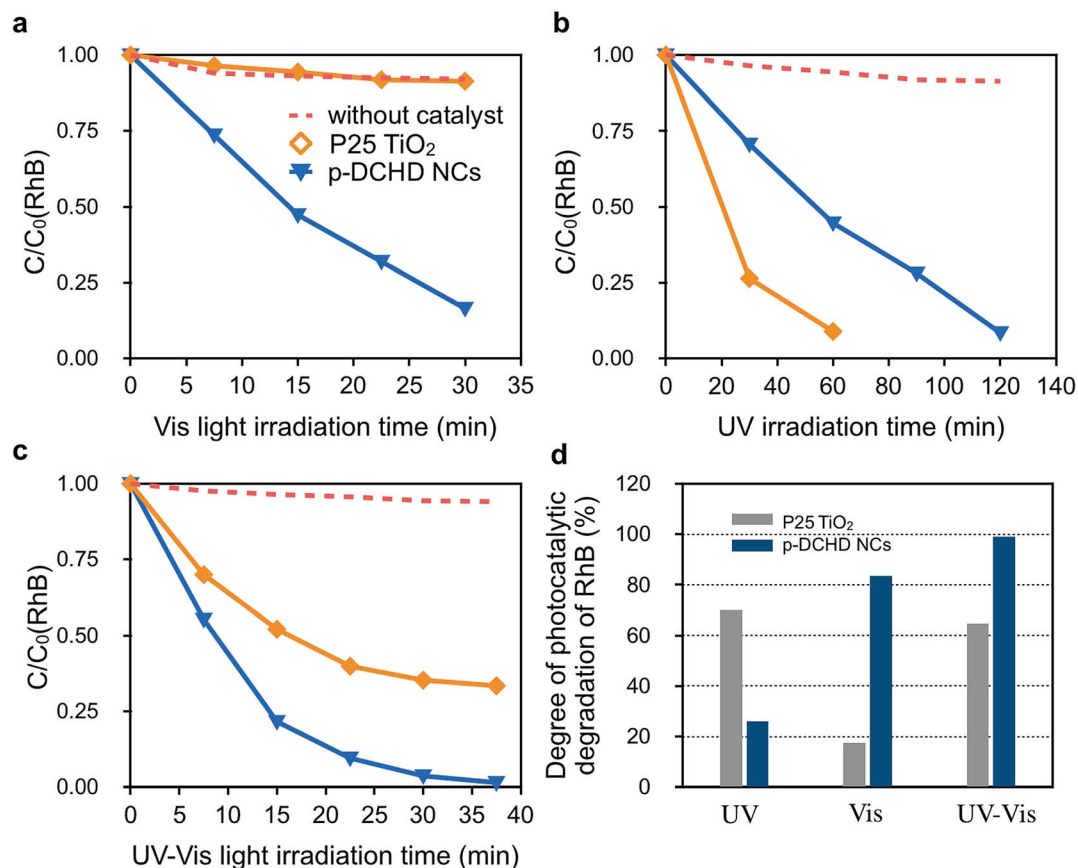 a
1.00
0.75
0.50
0.25
0.00
C/C₀(RhB)
without catalyst
P25 TiO₂
p-DCHD NCs
0 5 10 15 20 25 30 35
Vis light irradiation time (min)
b
1.00
0.75
0.50
0.25
0.00
C/C₀(RhB)
0 20 40 60 80 100 120 140
UV irradiation time (min)
c
1.00
0.75
0.50
0.25
0.00
C/C₀(RhB)
0 5 10 15 20 25 30 35 40
UV-Vis light irradiation time (min)
d
120
100
80
60
40
20
0
Degree of photocatalytic
degradation of RhB (%)
P25 TiO₂
p-DCHD NCs
UV Vis UV-Vis